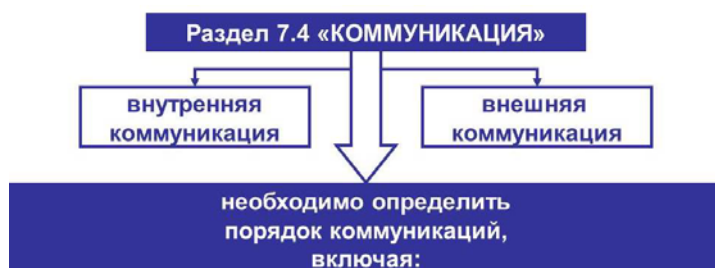 Раздел 7.4 «КОММУНИКАЦИЯ»
внутренняя
коммуникация
внешняя
коммуникация
необходимо определить
порядок коммуникаций,
включая: